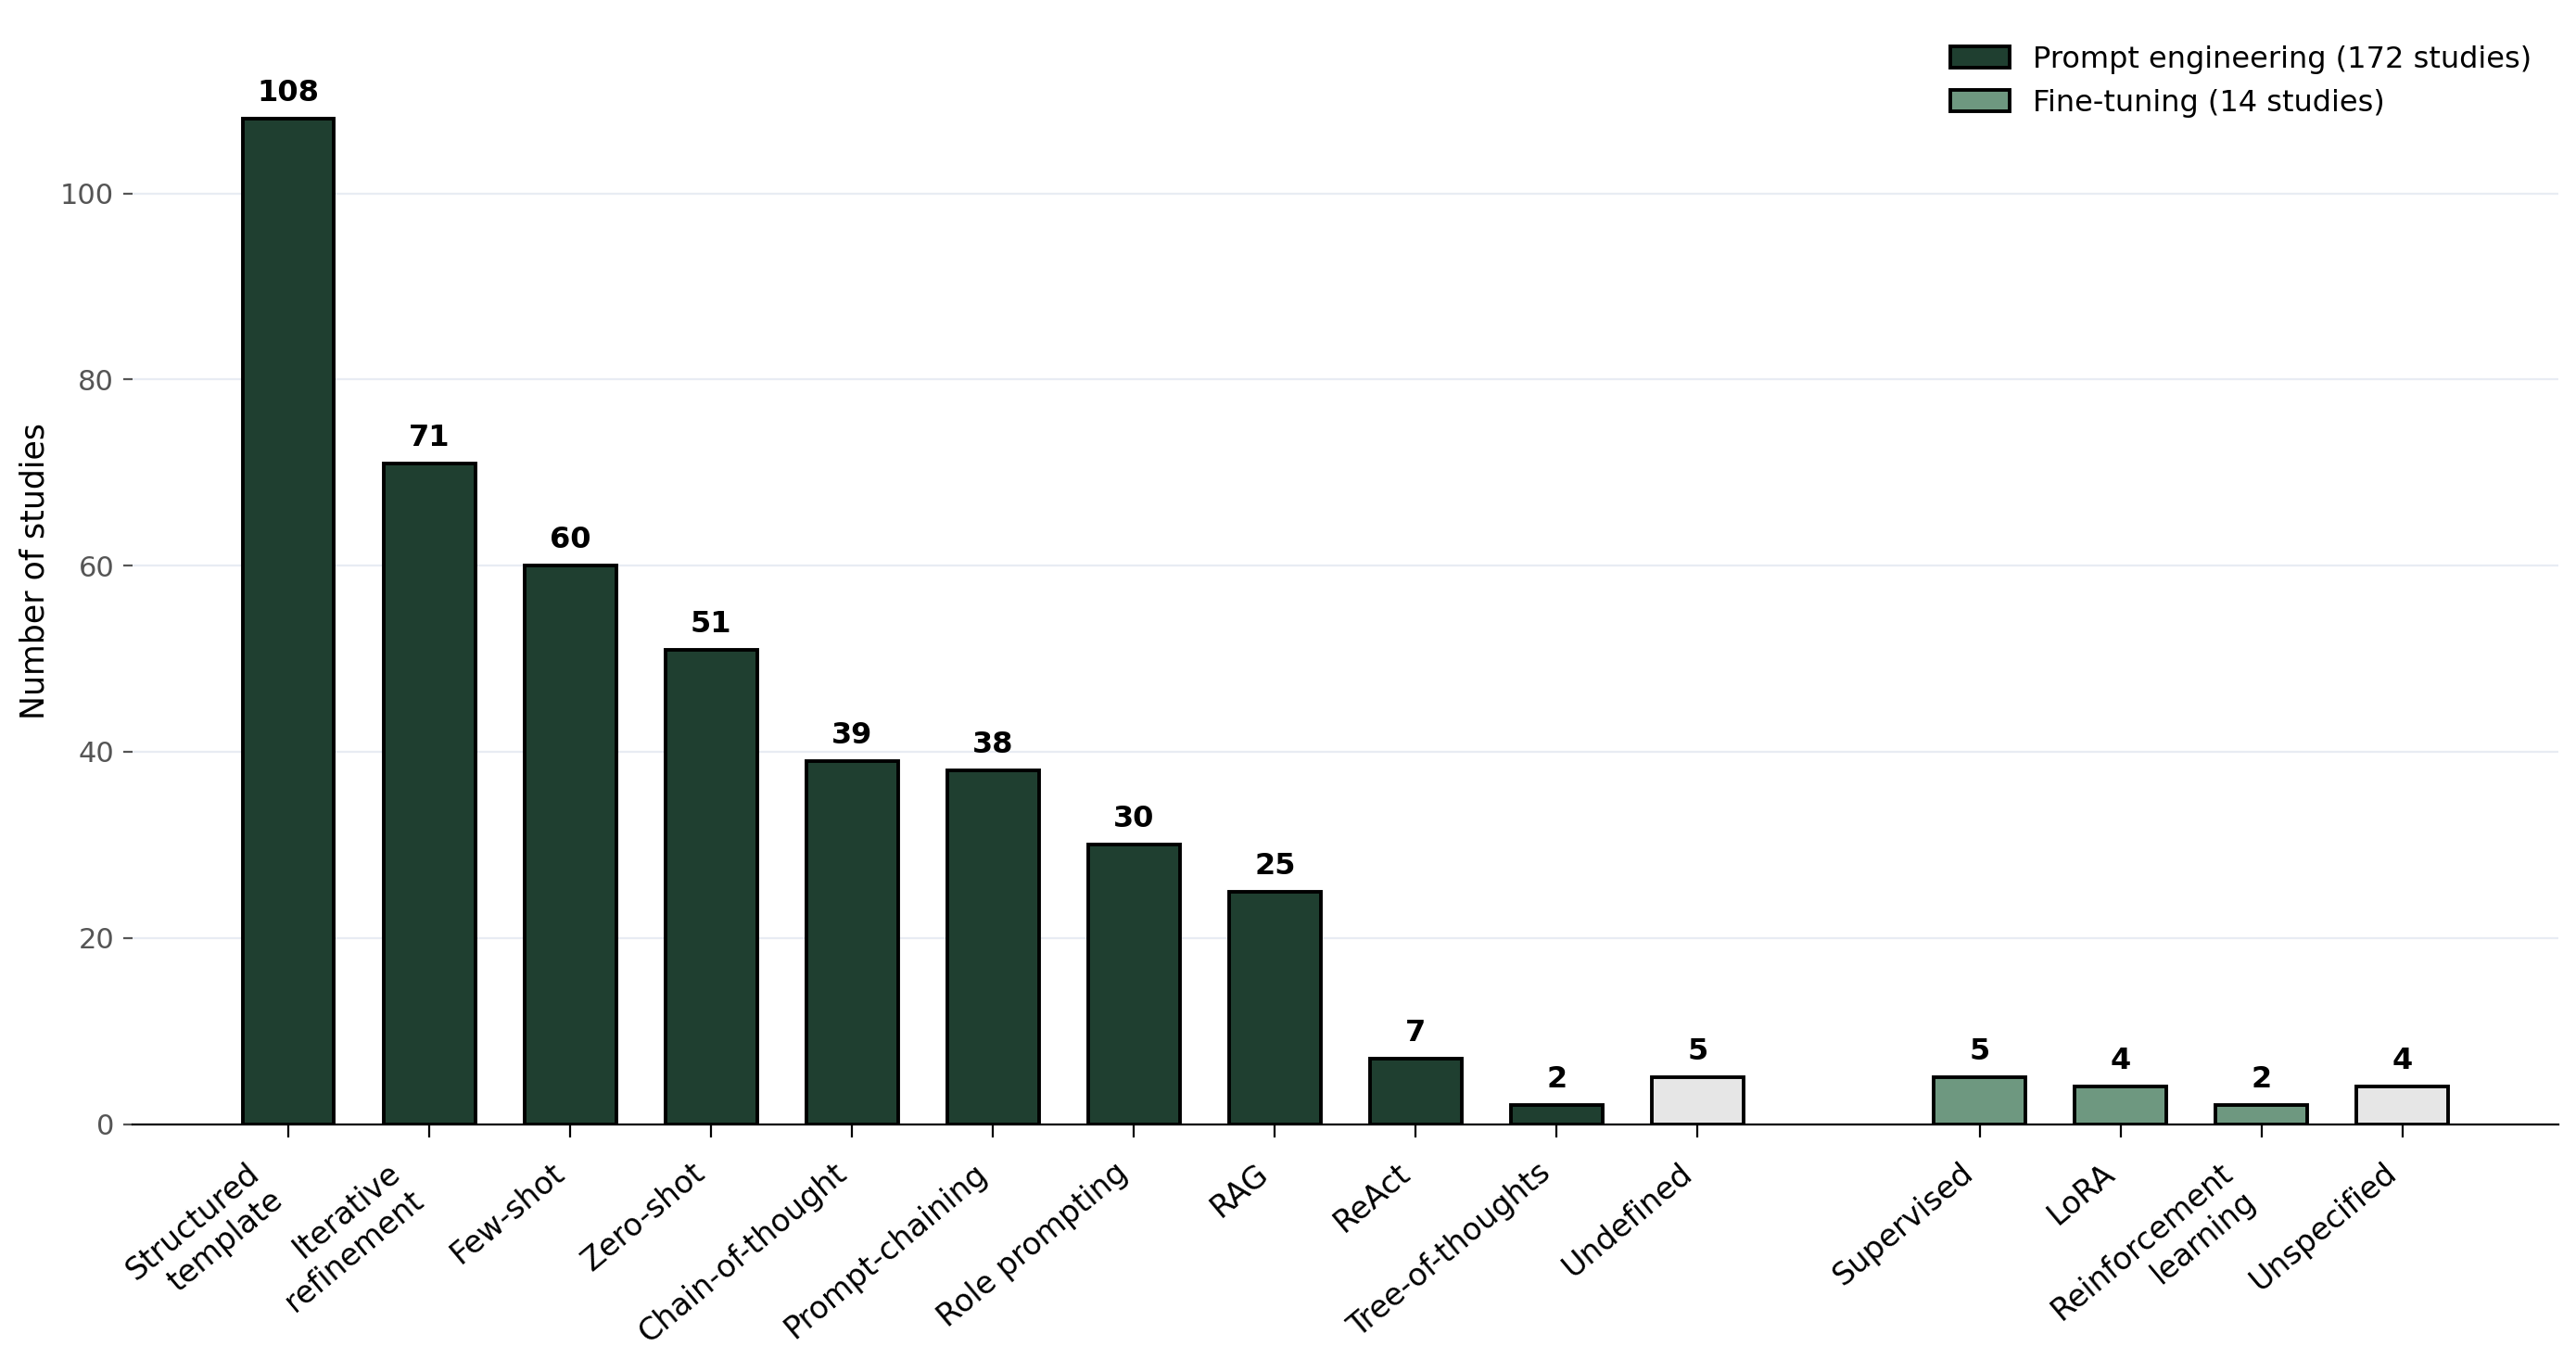 Prompt engineering (172 studies)
Fine-tuning (14 studies)
Number of studies
100
80
60
40
20
0
108
71
60
51
39
38
30
25
7
2
5
5
4
2
4
Structured
template
Iterative
refinement
Few-shot
Zero-shot
Chain-of-thought
Prompt-chaining
Role prompting
RAG
ReAct
Tree-of-thoughts
Undefined
Supervised
LoRA
Reinforcement
learning
Unspecified